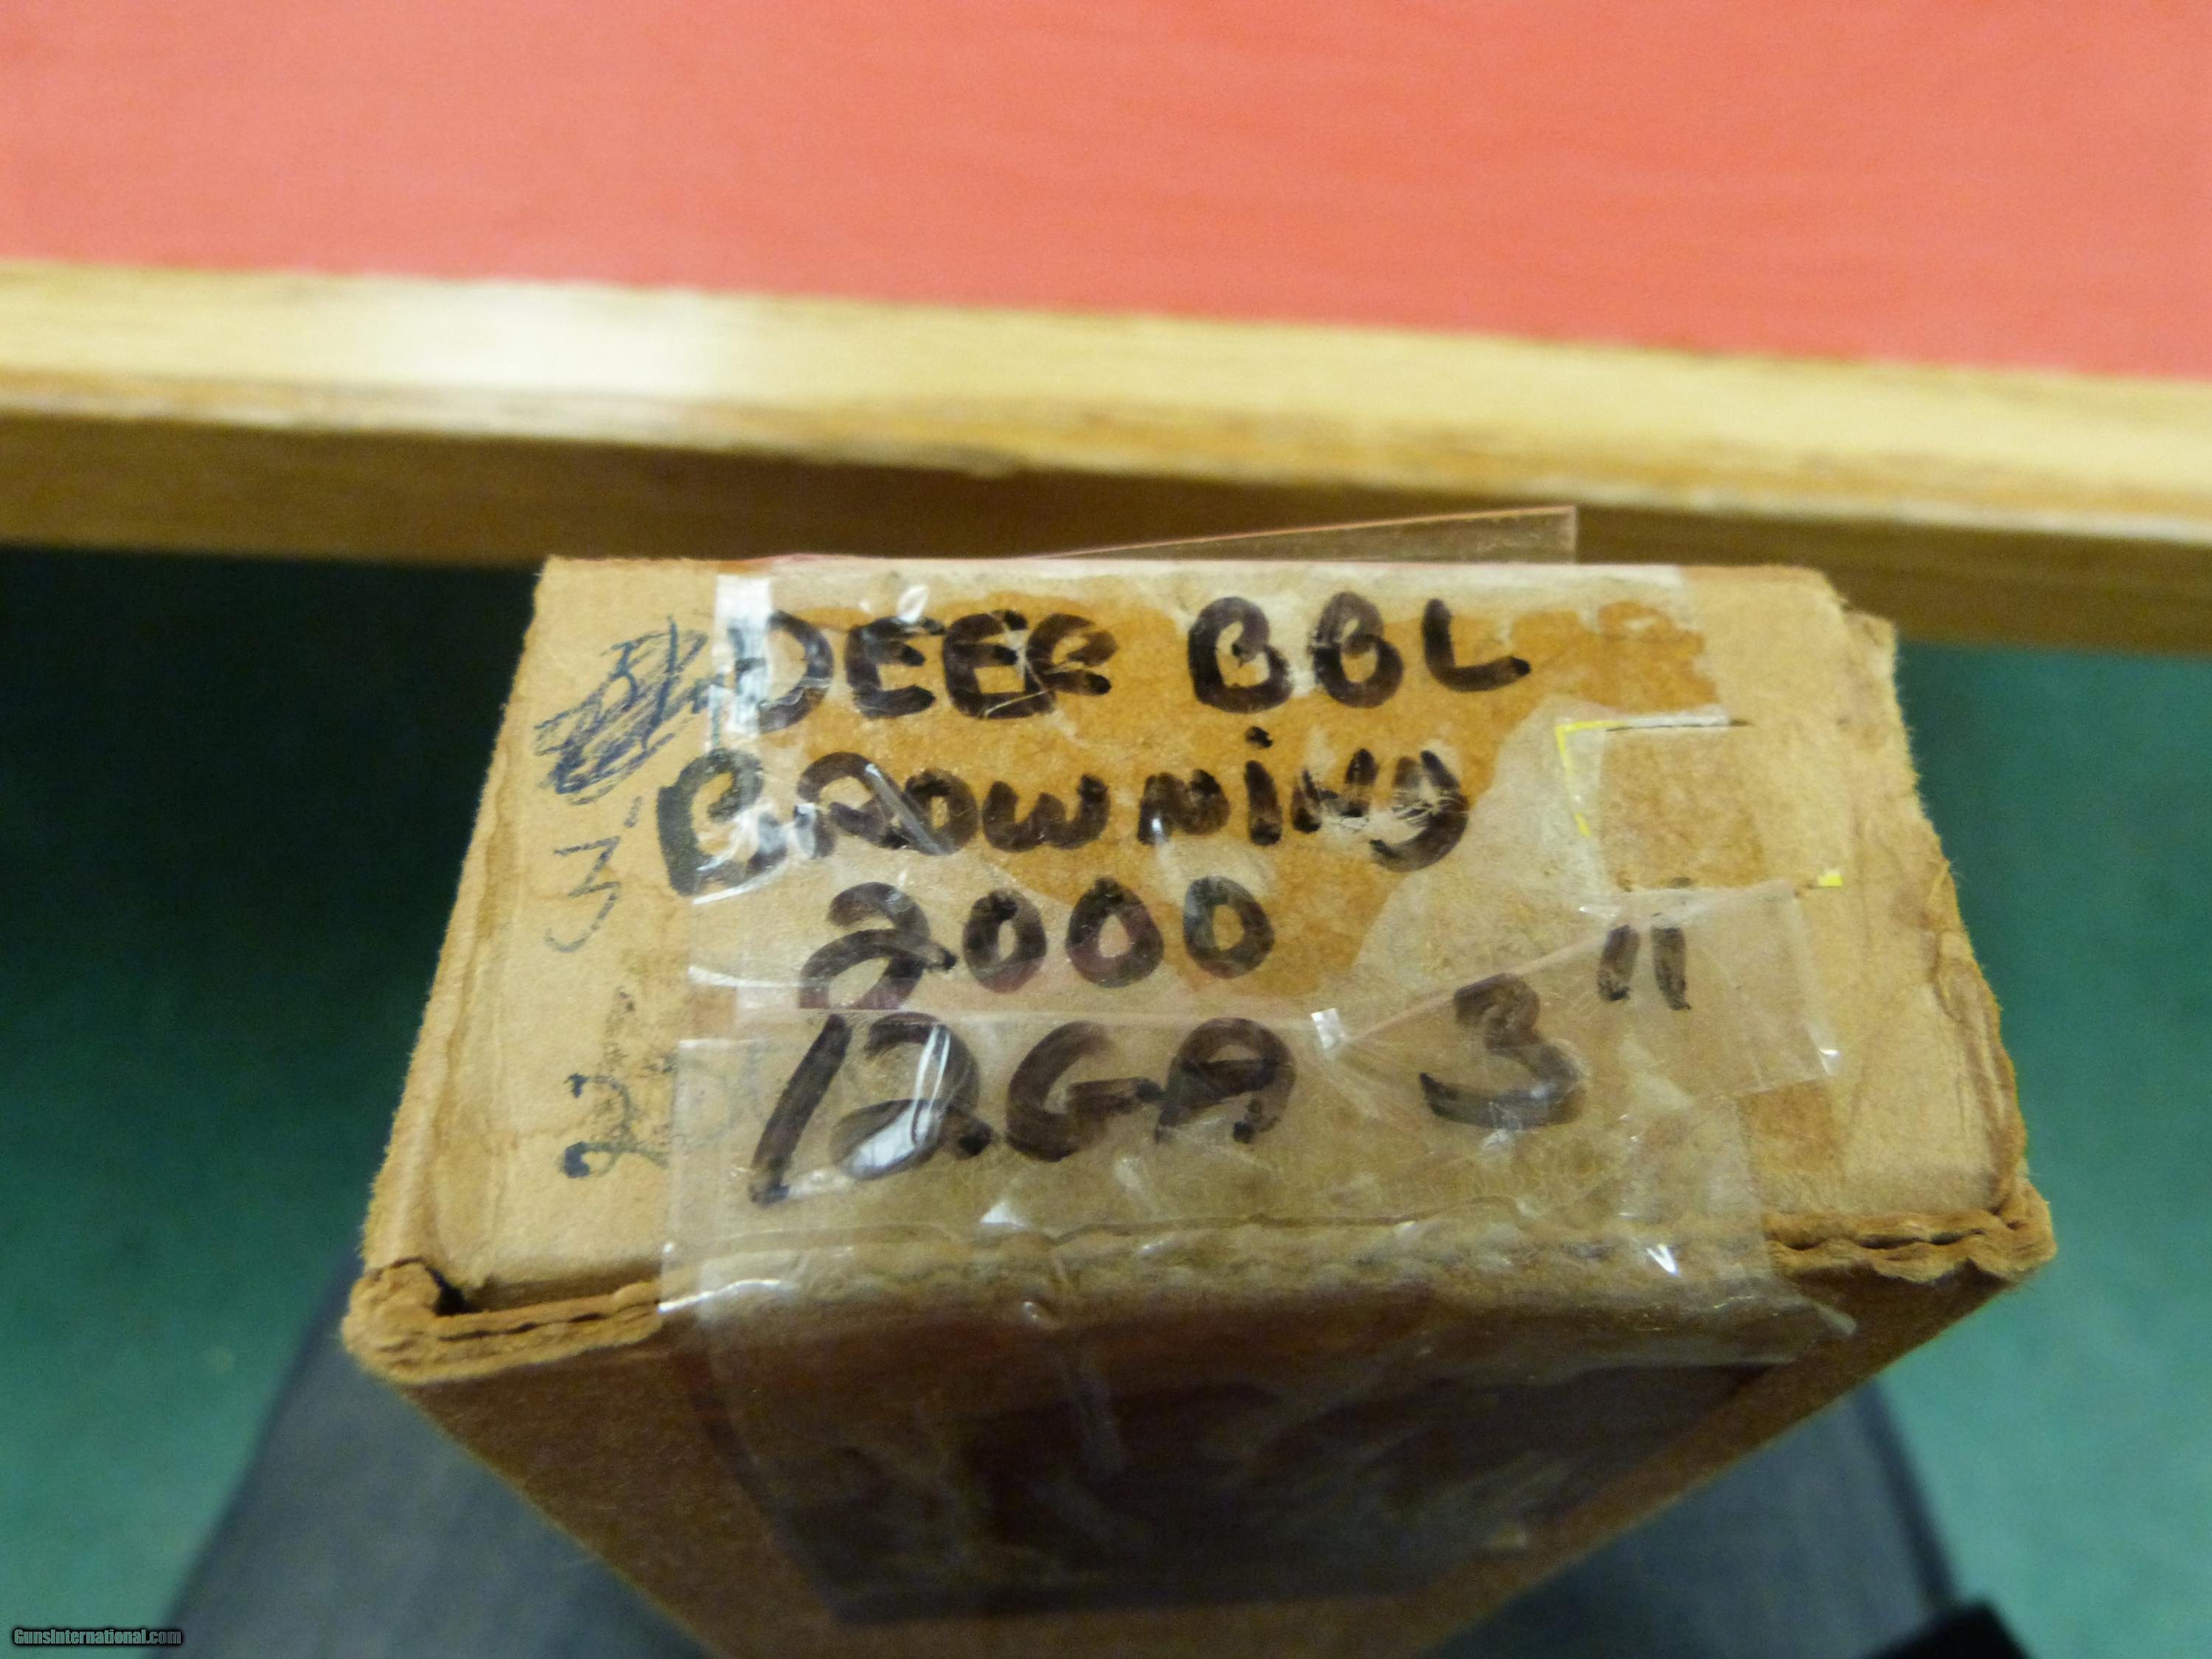 DEER BBL
BROWNiNg
2000
12GA 3"
GunsInternational.com